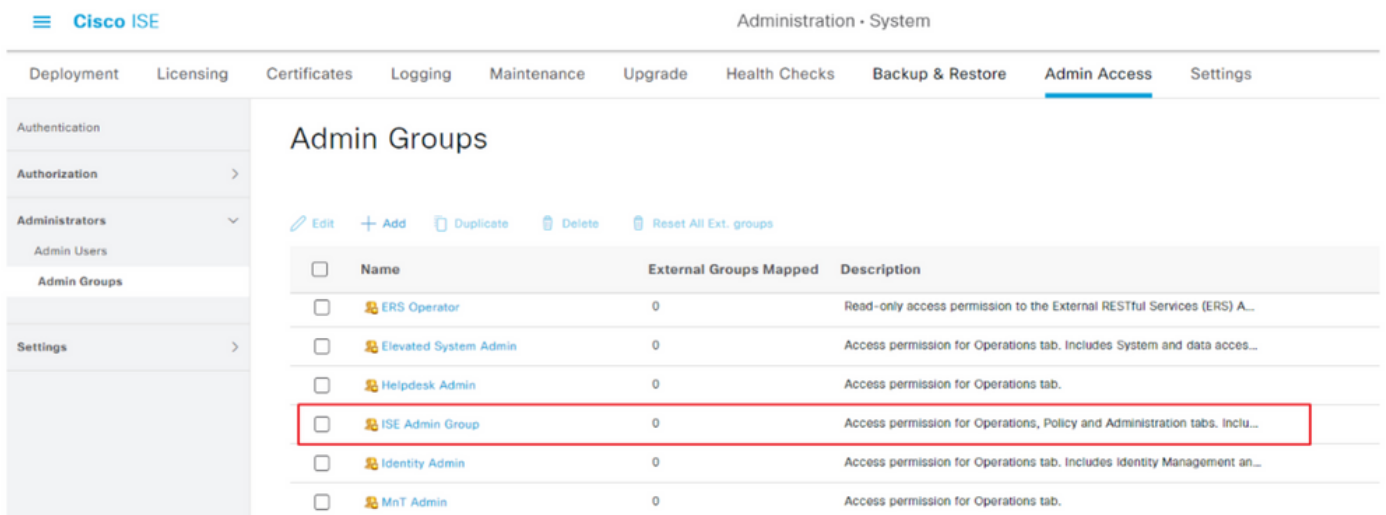 Cisco ISE
Administration · System
Deployment Licensing Certificates Logging Maintenance Upgrade Health Checks Backup & Restore Admin Access Settings
Authentication
Authorization
Administrators
Admin Users
Admin Groups
Settings
Admin Groups
Edit Add Duplicate Delete Reset All Ext. groups
Name External Groups Mapped Description
ERS Operator 0 Read-only access permission to the External RESTful Services (ERS) A...
Elevated System Admin 0 Access permission for Operations tab. Includes System and data acces...
Helpdesk Admin 0 Access permission for Operations tab.
ISE Admin Group 0 Access permission for Operations, Policy and Administration tabs. Inclu...
Identity Admin 0 Access permission for Operations tab. Includes Identity Management an...
MnT Admin 0 Access permission for Operations tab.